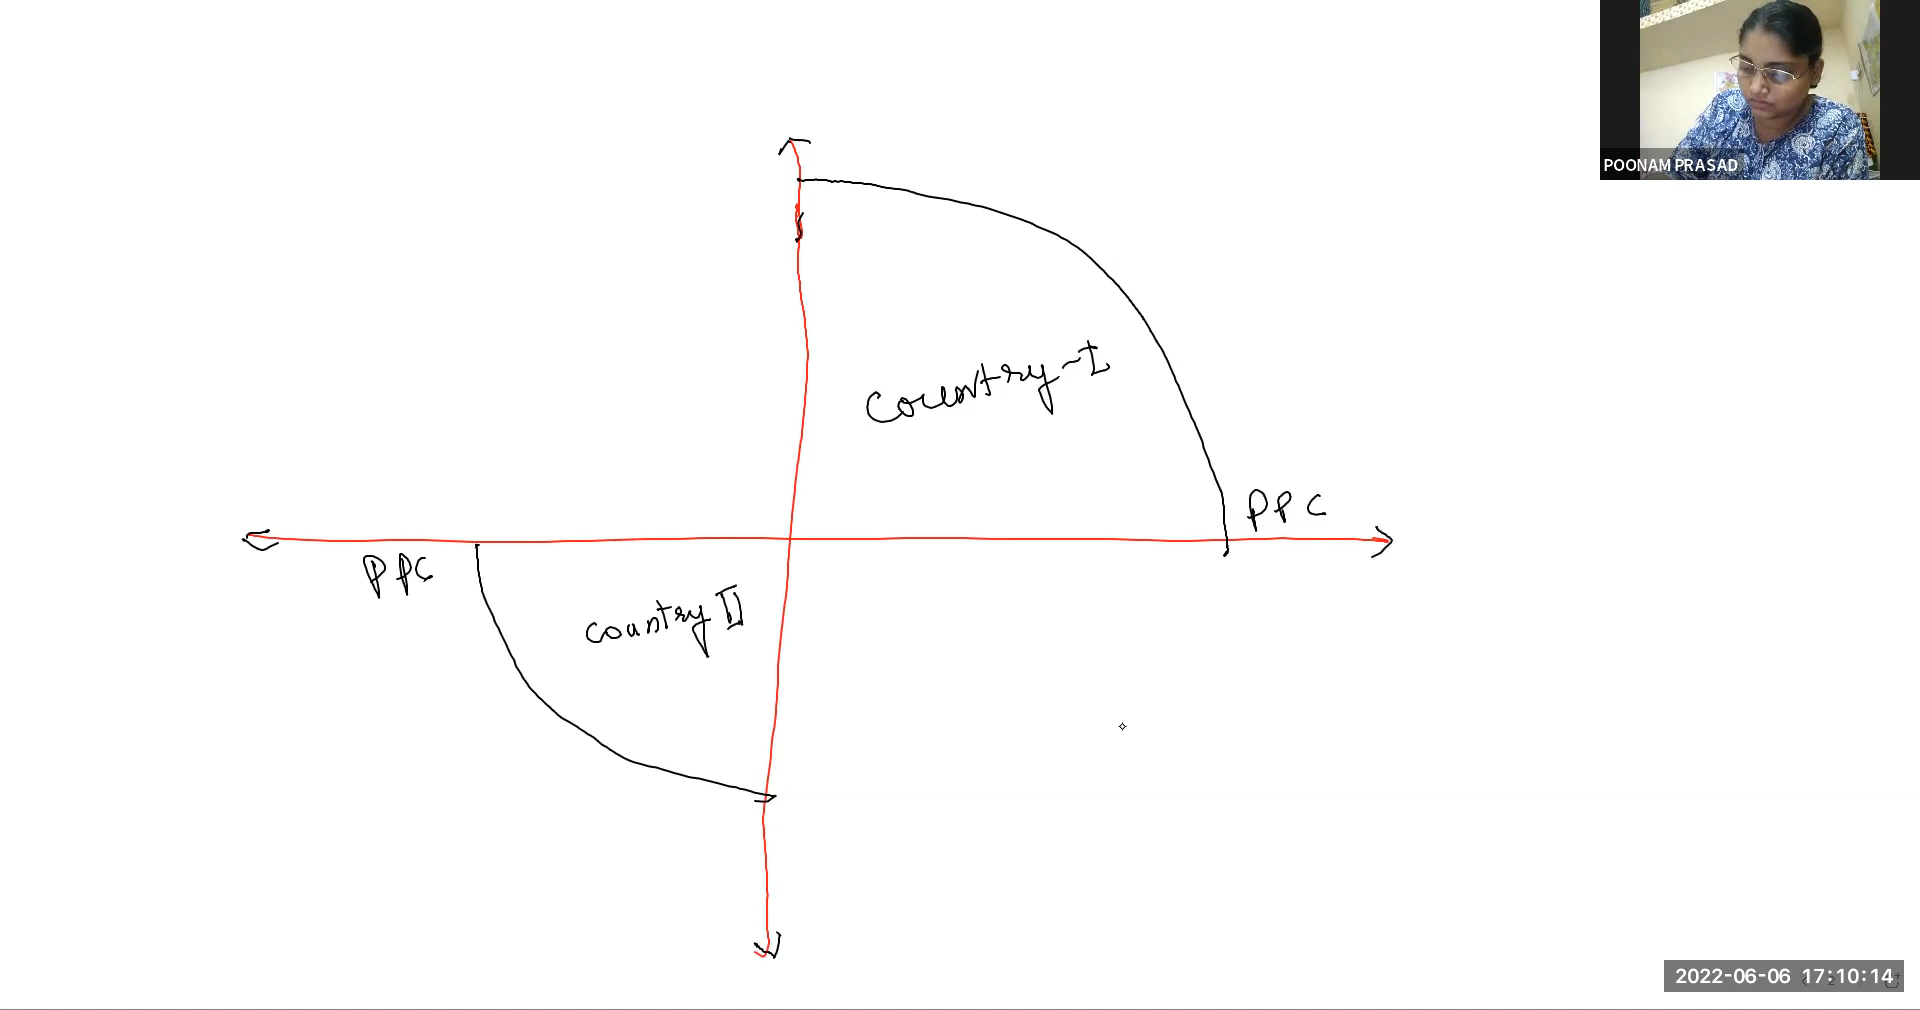 POONAM PRASAD
Country-I
PPC
PPC
Country II
2022-06-06 17:10:14